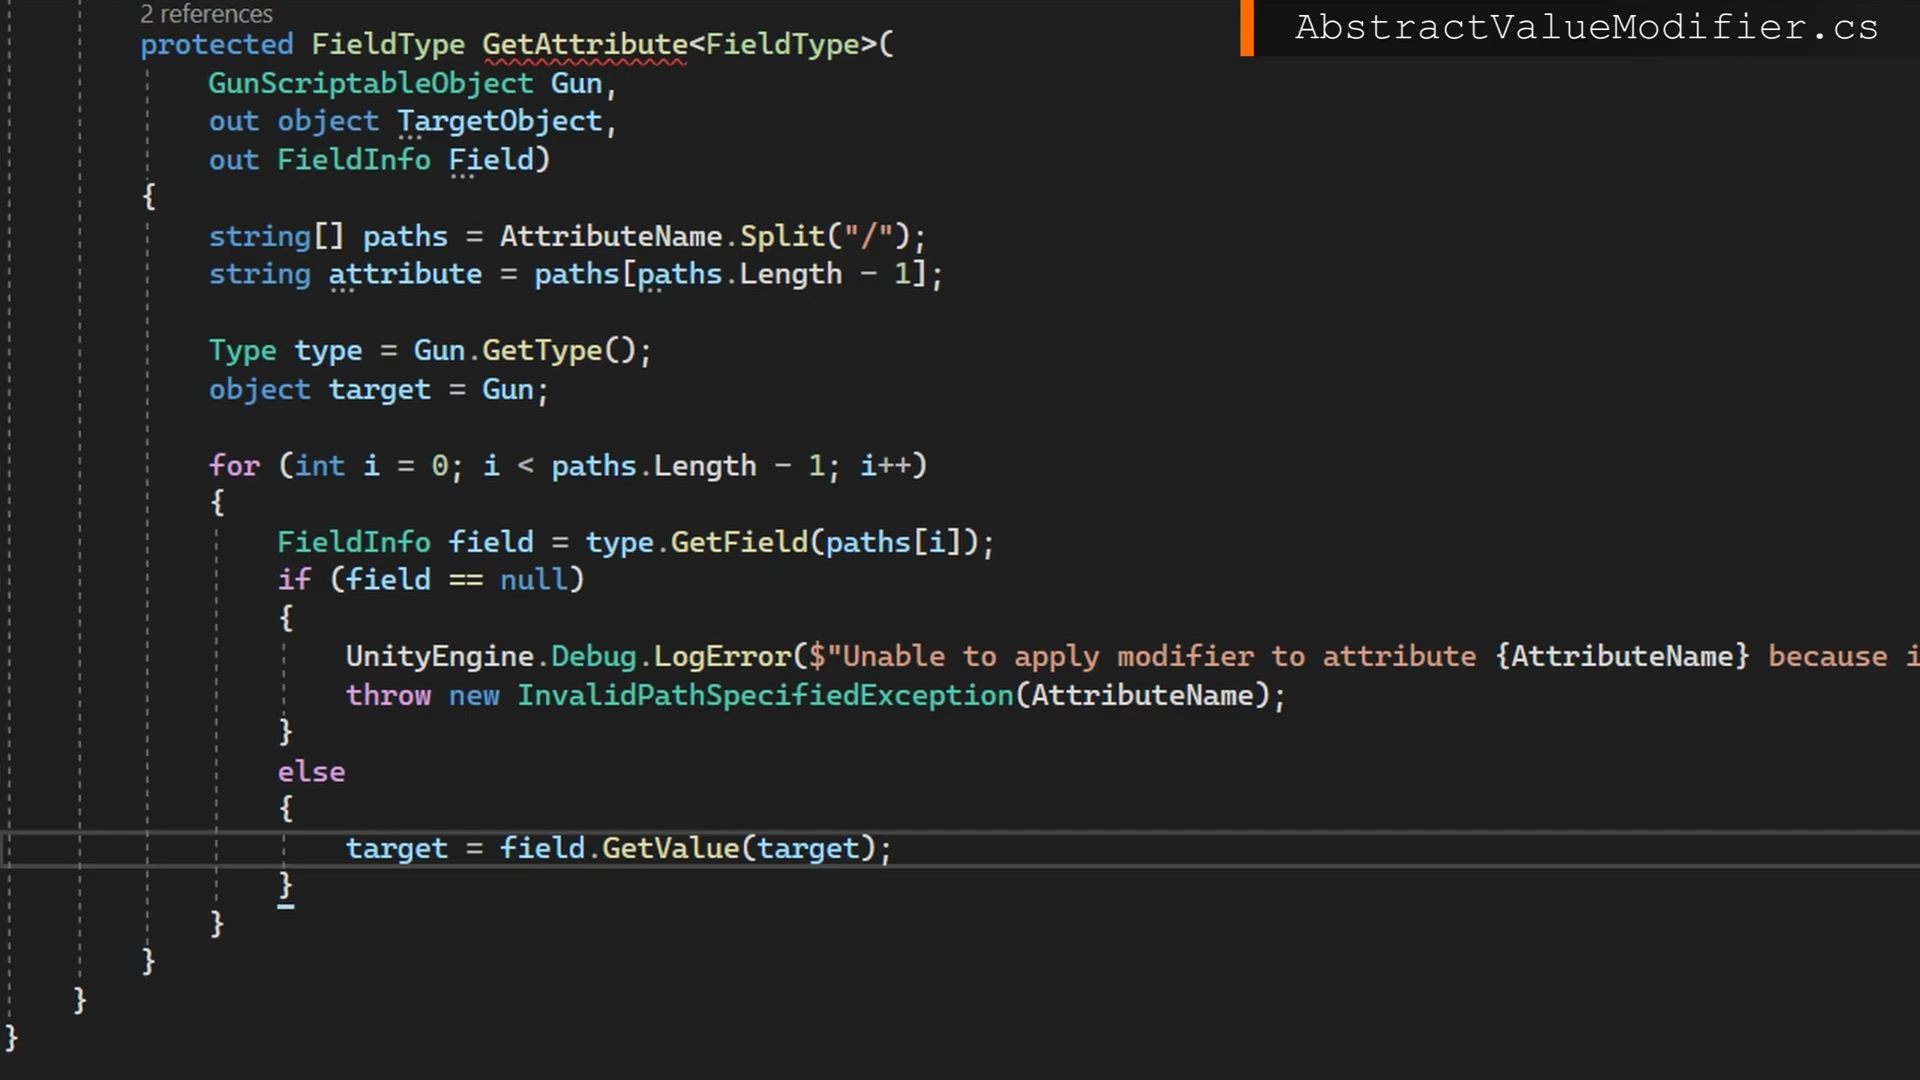 2 references
AbstractValueModifier.cs
protected FieldType GetAttribute<FieldType>(
GunScriptableObject Gun,
out object TargetObject,
out FieldInfo Field)
{
string[] paths = AttributeName.Split("/");
string attribute = paths[paths.Length - 1];
Type type = Gun.GetType();
object target = Gun;
for (int i = 0; i < paths.Length - 1; i++)
{
FieldInfo field = type.GetField(paths[i]);
if (field == null)
{
UnityEngine.Debug.LogError($"Unable to apply modifier to attribute {AttributeName} because
throw new InvalidPathSpecifiedException(AttributeName);
}
else
{
target = field.GetValue(target);
}
}
}
}
}